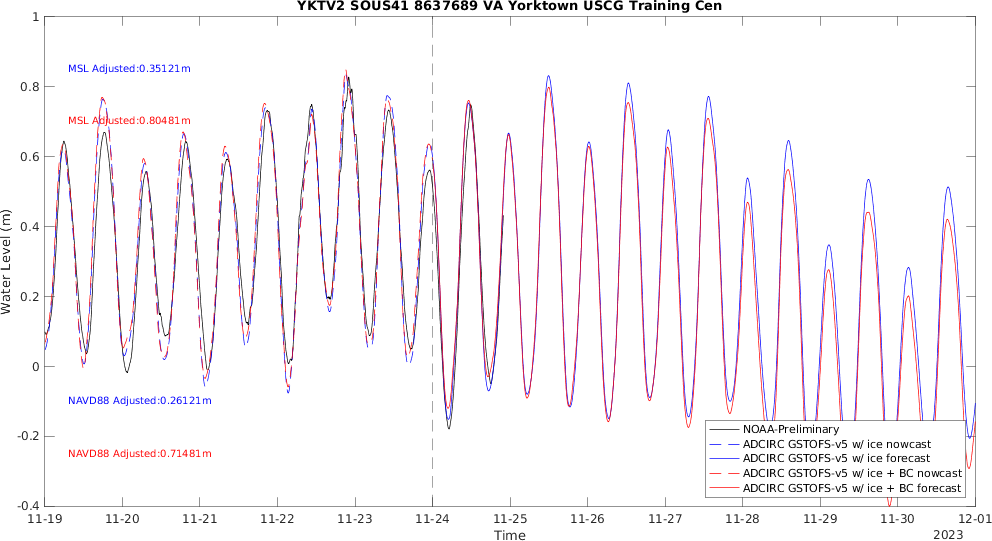 YKTV2 SOUS41 8637689 VA Yorktown USCG Training Cen
1
0.8
0.6
0.4
0.2
0
-0.2
-0.4
Water Level (m)
MSL Adjusted:0.35121m
MSL Adjusted:0.80481m
NAVD88 Adjusted:0.26121m
NAVD88 Adjusted:0.71481m
NOAA-Preliminary
ADCIRC GSTOFS-v5 w/ ice nowcast
ADCIRC GSTOFS-v5 w/ ice forecast
ADCIRC GSTOFS-v5 w/ ice + BC nowcast
ADCIRC GSTOFS-v5 w/ ice + BC forecast
11-19 11-20 11-21 11-22 11-23 11-24 11-25 11-26 11-27 11-28 11-29 11-30 12-01
Time
2023